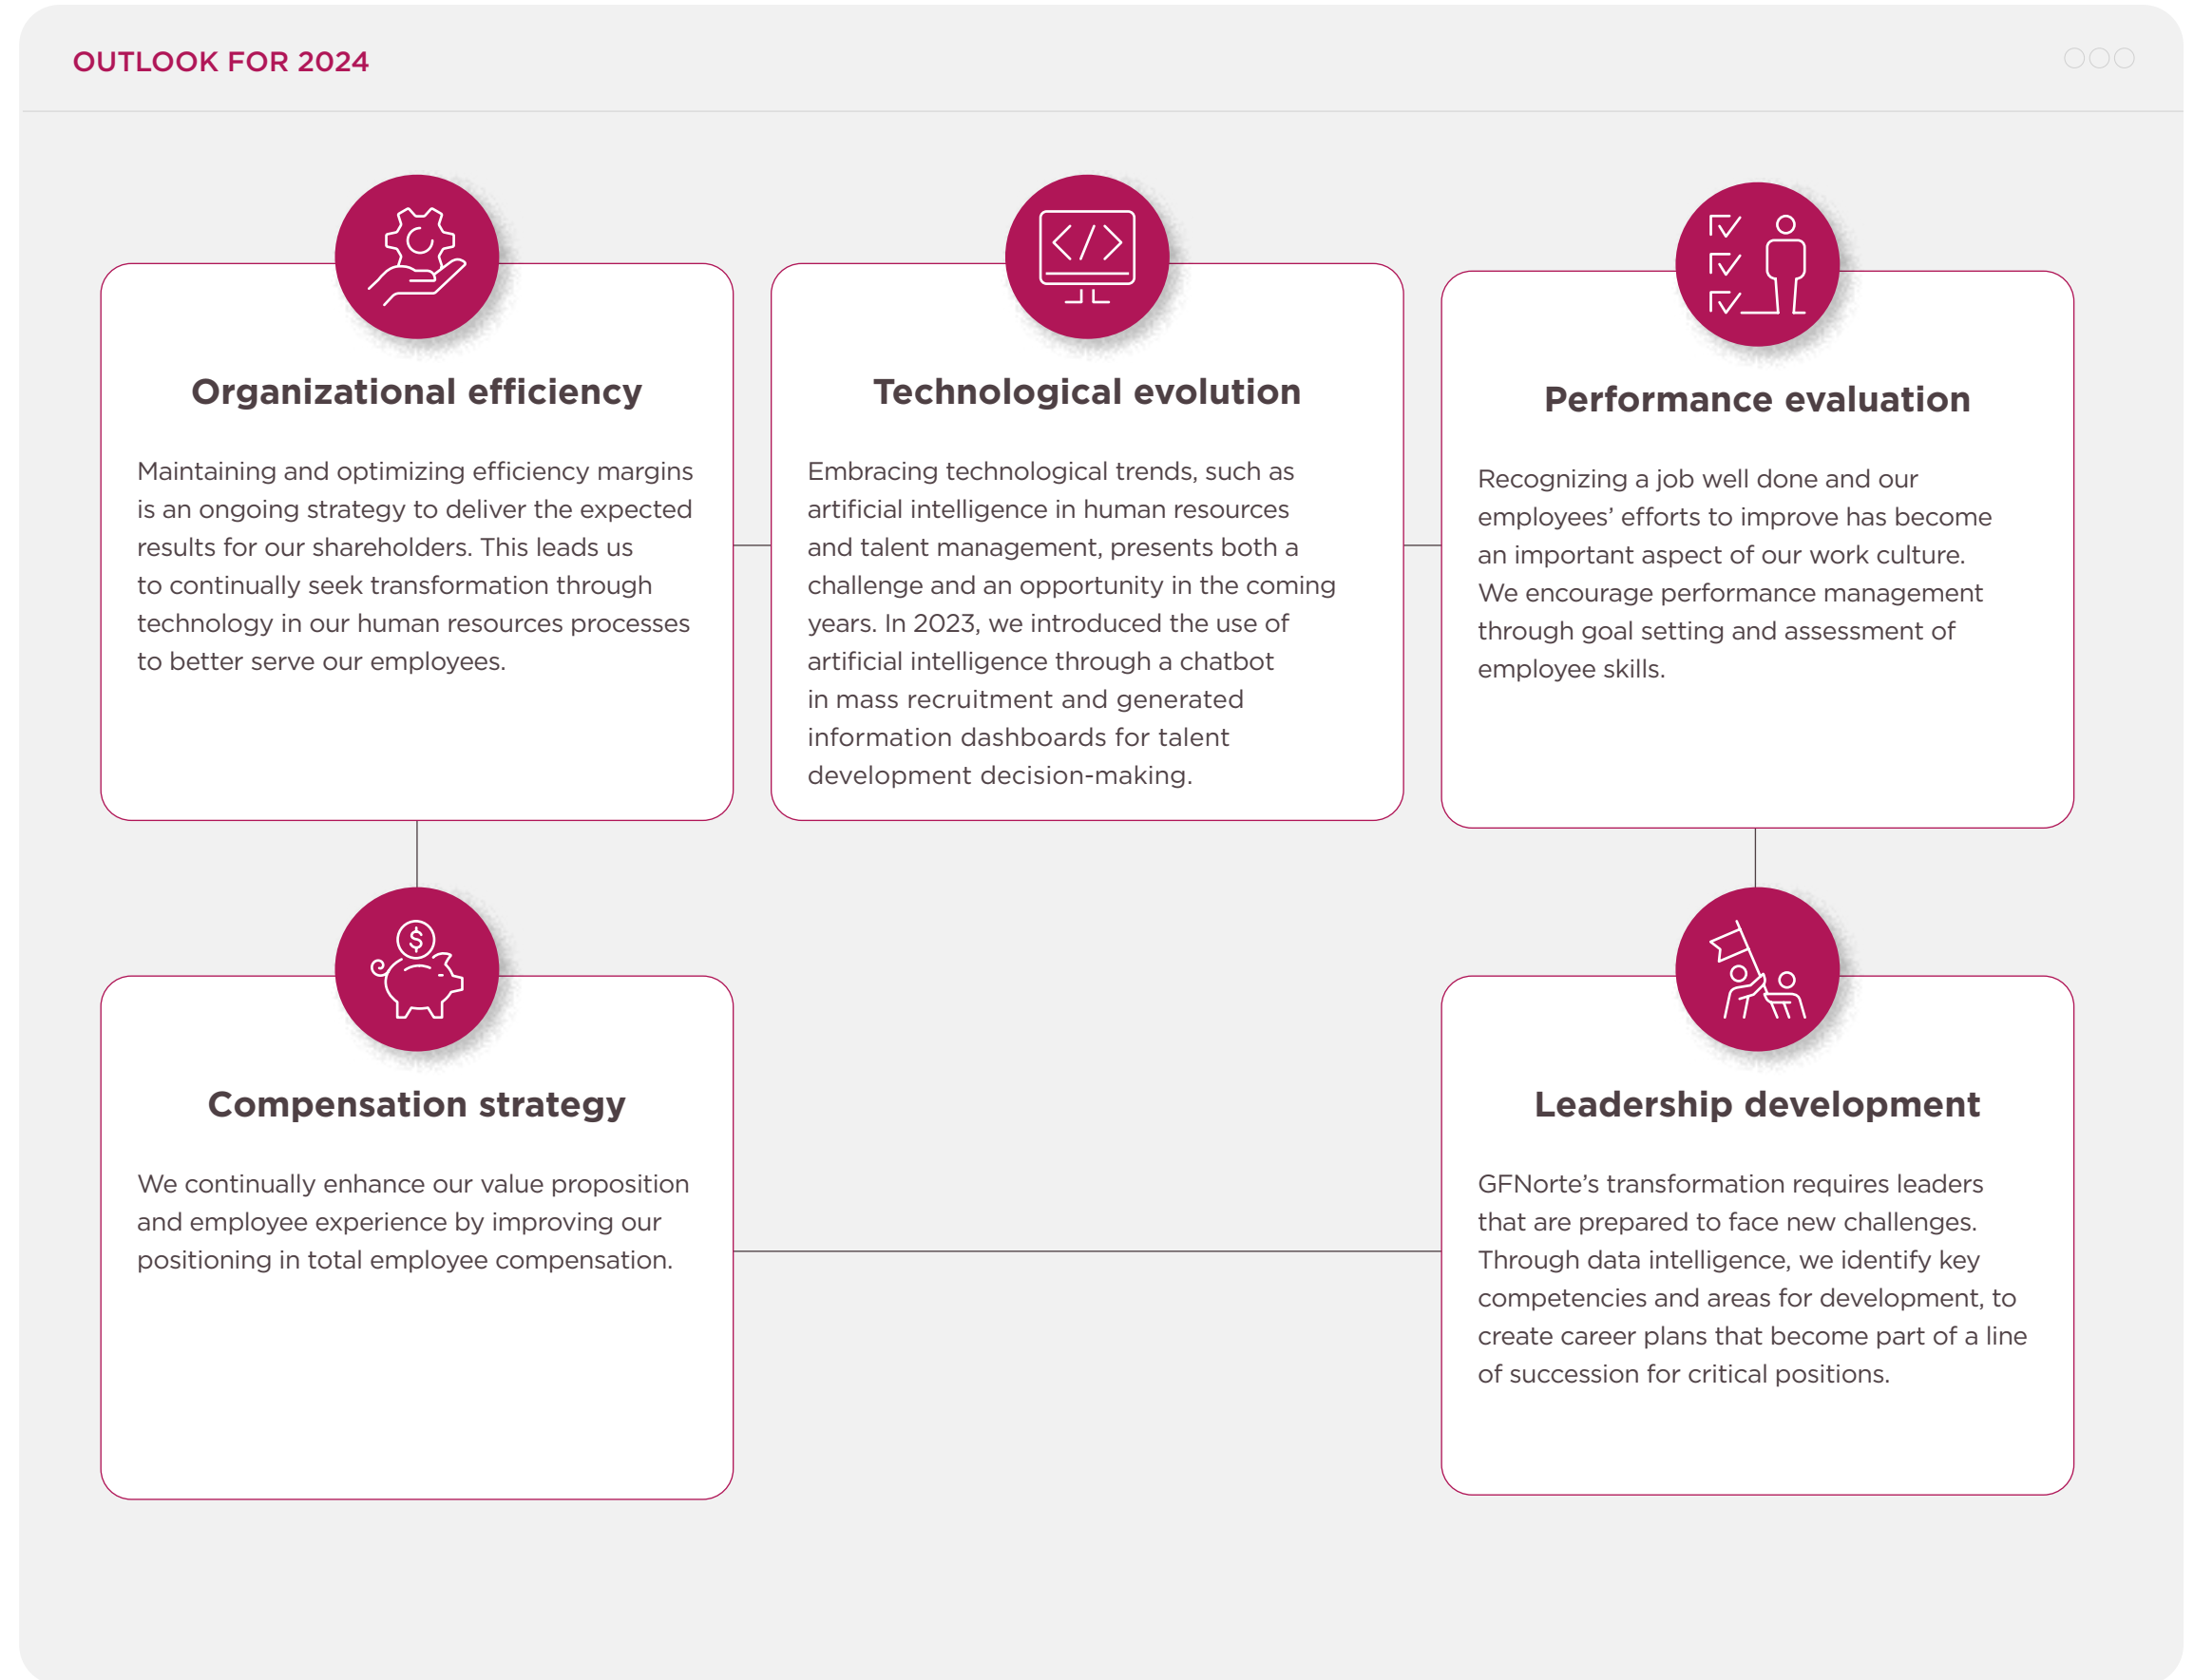 OUTLOOK FOR 2024
Organizational efficiency
Maintaining and optimizing efficiency margins
is an ongoing strategy to deliver the expected
results for our shareholders. This leads us
to continually seek transformation through
technology in our human resources processes
to better serve our employees.
Technological evolution
Embracing technological trends, such as
artificial intelligence in human resources
and talent management, presents both a
challenge and an opportunity in the coming
years. In 2023, we introduced the use of
artificial intelligence through a chatbot
in mass recruitment and generated
information dashboards for talent
development decision-making.
Performance evaluation
Recognizing a job well done and our
employees’ efforts to improve has become
an important aspect of our work culture.
We encourage performance management
through goal setting and assessment of
employee skills.
$
Compensation strategy
We continually enhance our value proposition
and employee experience by improving our
positioning in total employee compensation.
Leadership development
GFNorte’s transformation requires leaders
that are prepared to face new challenges.
Through data intelligence, we identify key
competencies and areas for development, to
create career plans that become part of a line
of succession for critical positions.